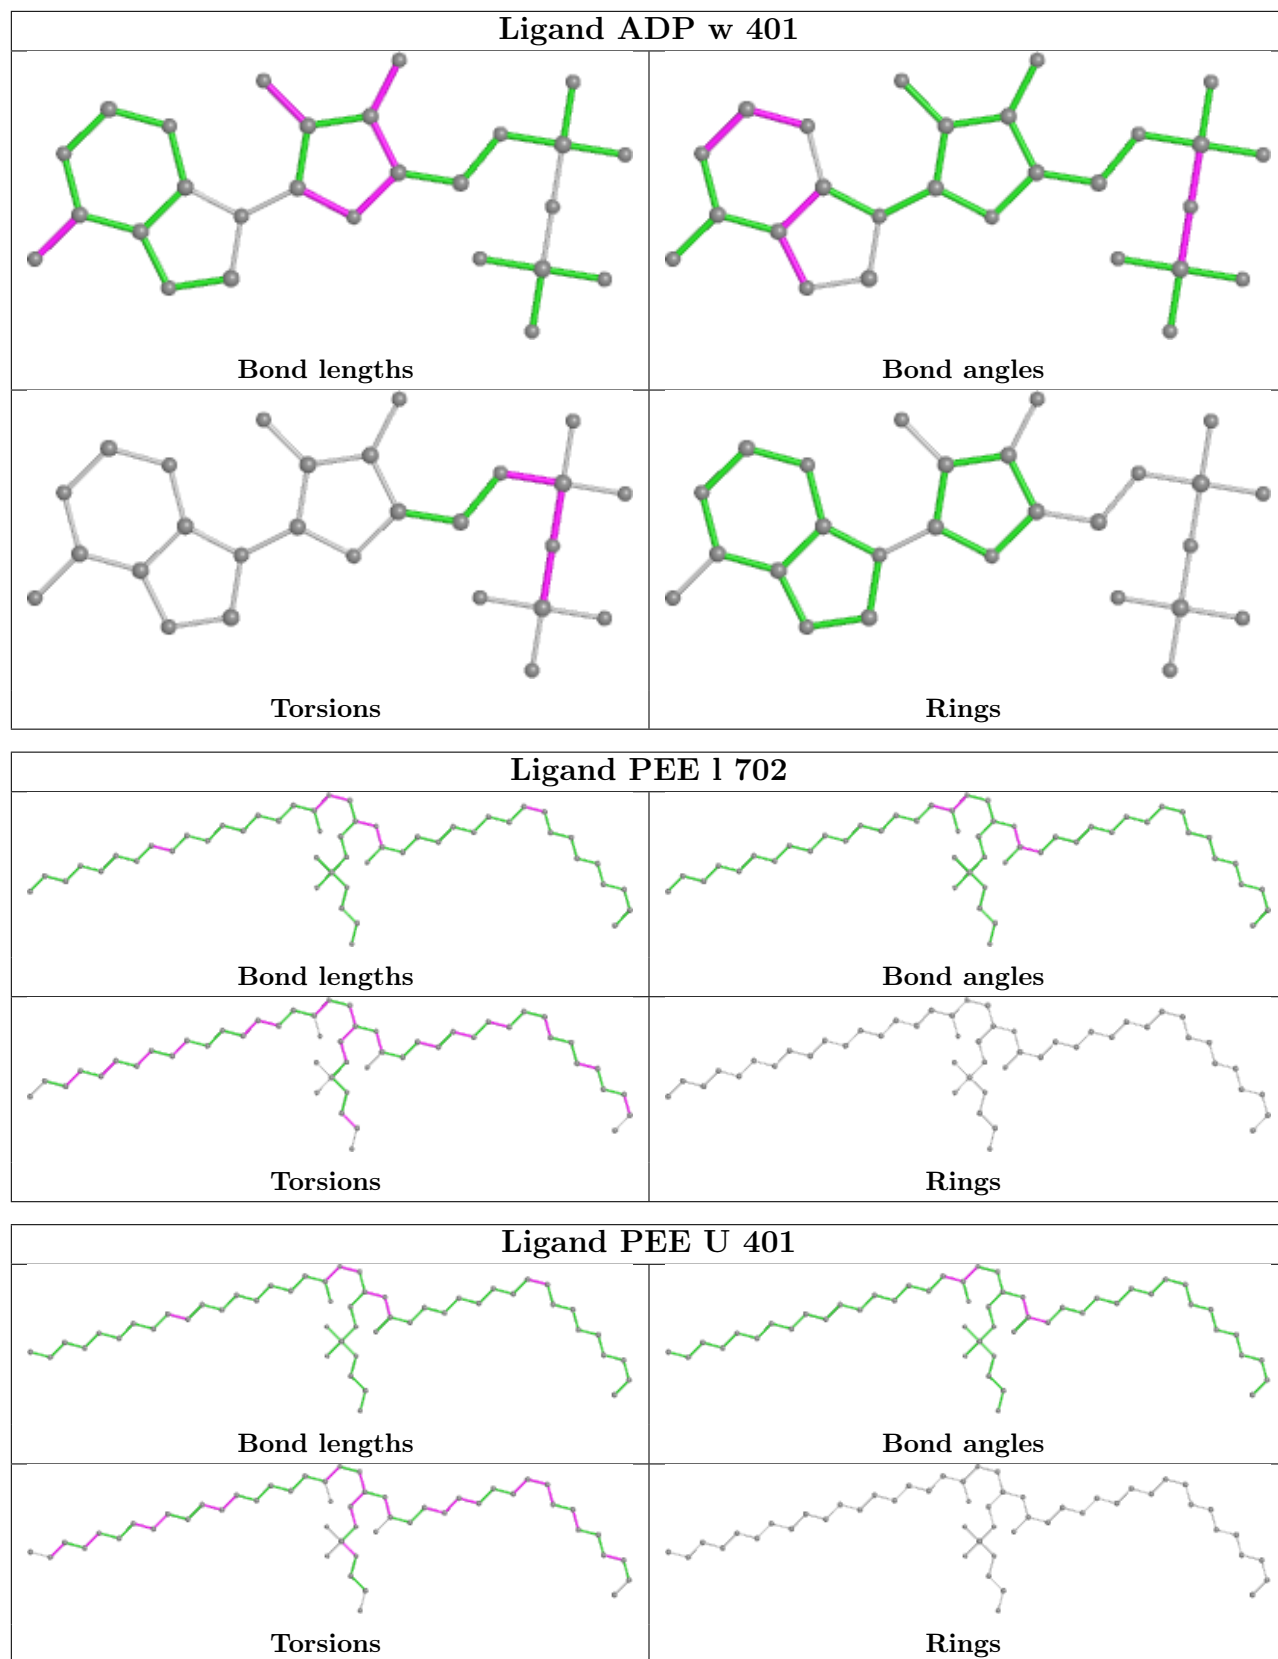 Ligand ADP w 401
Bond lengths
Bond angles
Torsions
Rings
Ligand PEE l 702
Bond lengths
Bond angles
Torsions
Rings
Ligand PEE U 401
Bond lengths
Bond angles
Torsions
Rings